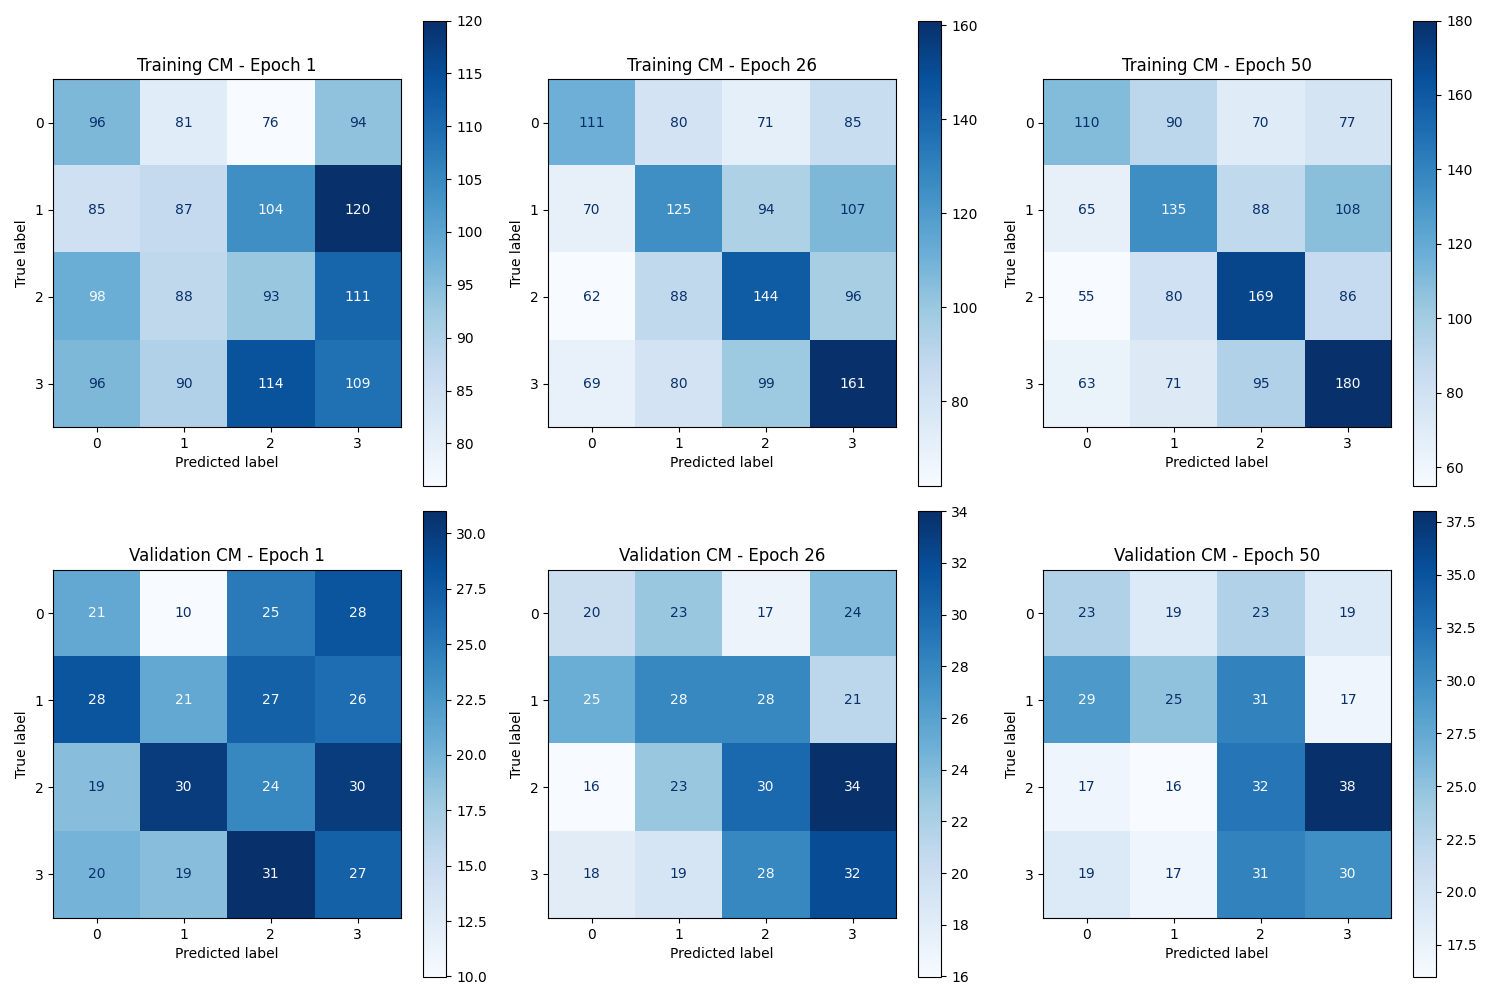 Training CM - Epoch 1
True label
0 96 81 76 94
1 85 87 104 120
2 98 88 93 111
3 96 90 114 109
0 1 2 3
Predicted label
120
115
110
105
100
95
90
85
80
Training CM - Epoch 26
True label
0 111 80 71 85
1 70 125 94 107
2 62 88 144 96
3 69 80 99 161
0 1 2 3
Predicted label
160
140
120
100
80
Training CM - Epoch 50
True label
0 110 90 70 77
1 65 135 88 108
2 55 80 169 86
3 63 71 95 180
0 1 2 3
Predicted label
180
160
140
120
100
80
60
Validation CM - Epoch 1
True label
0 21 10 25 28
1 28 21 27 26
2 19 30 24 30
3 20 19 31 27
0 1 2 3
Predicted label
30.0
27.5
25.0
22.5
20.0
17.5
15.0
12.5
10.0
Validation CM - Epoch 26
True label
0 20 23 17 24
1 25 28 28 21
2 16 23 30 34
3 18 19 28 32
0 1 2 3
Predicted label
34
32
30
28
26
24
22
20
18
16
Validation CM - Epoch 50
True label
0 23 19 23 19
1 29 25 31 17
2 17 16 32 38
3 19 17 31 30
0 1 2 3
Predicted label
37.5
35.0
32.5
30.0
27.5
25.0
22.5
20.0
17.5